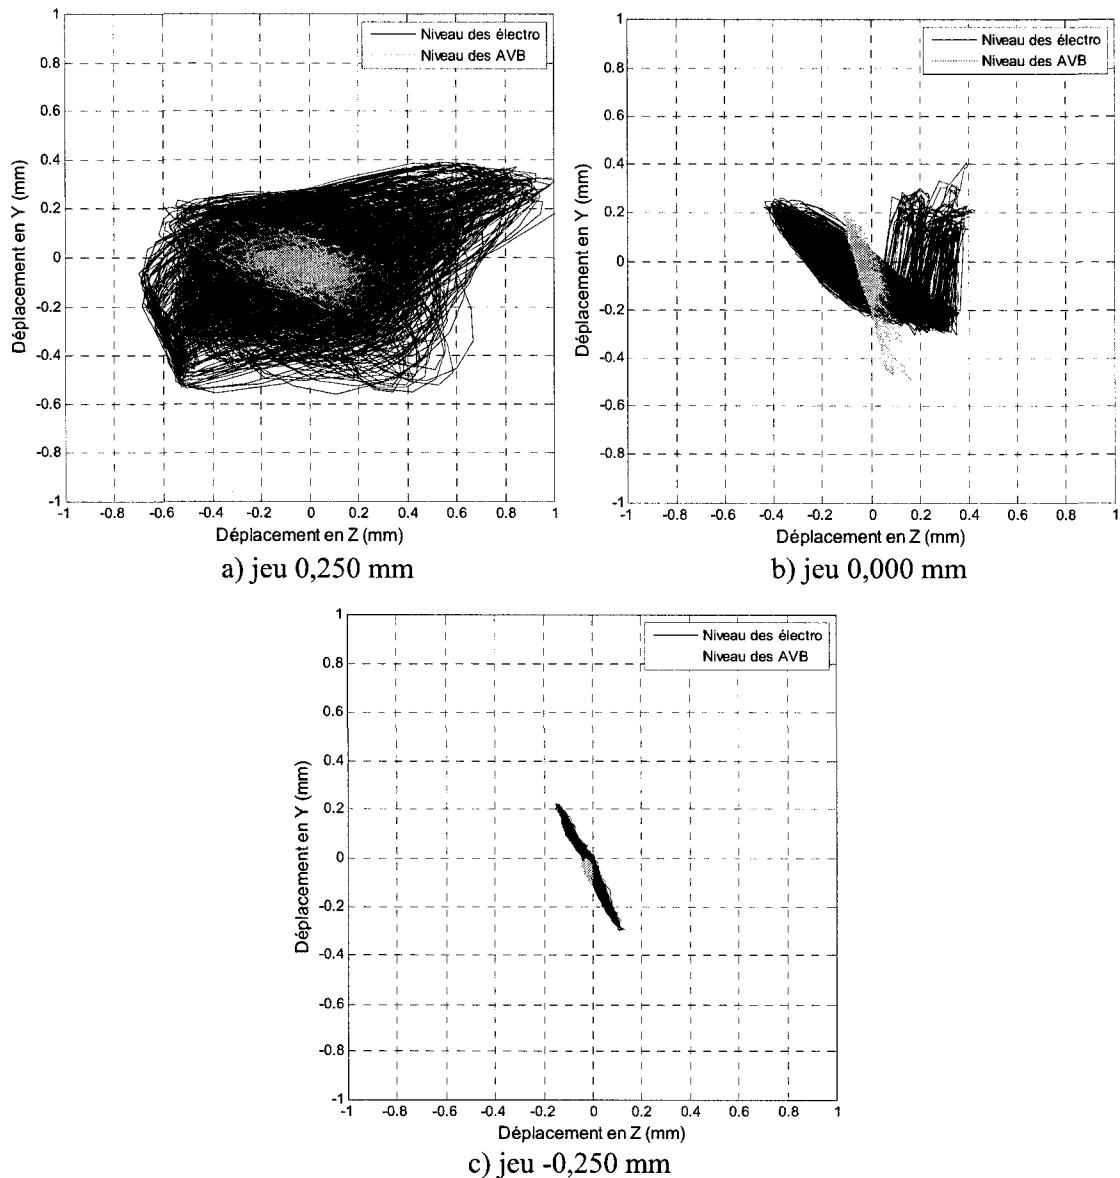 1
0.8
0.6
0.4
0.2
0
-0.2
-0.4
-0.6
-0.8
-1
Déplacement en Y (mm)
-1 -0.8 -0.6 -0.4 -0.2 0 0.2 0.4 0.6 0.8 1
Déplacement en Z (mm)
Niveau des électro
Niveau des AVB
a) jeu 0,250 mm
1
0.8
0.6
0.4
0.2
0
-0.2
-0.4
-0.6
-0.8
-1
Déplacement en Y (mm)
-1 -0.8 -0.6 -0.4 -0.2 0 0.2 0.4 0.6 0.8 1
Déplacement en Z (mm)
Niveau des électro
Niveau des AVB
b) jeu 0,000 mm
1
0.8
0.6
0.4
0.2
0
-0.2
-0.4
-0.6
-0.8
-1
Déplacement en Y (mm)
-1 -0.8 -0.6 -0.4 -0.2 0 0.2 0.4 0.6 0.8 1
Déplacement en Z (mm)
Niveau des électro
Niveau des AVB
c) jeu -0,250 mm